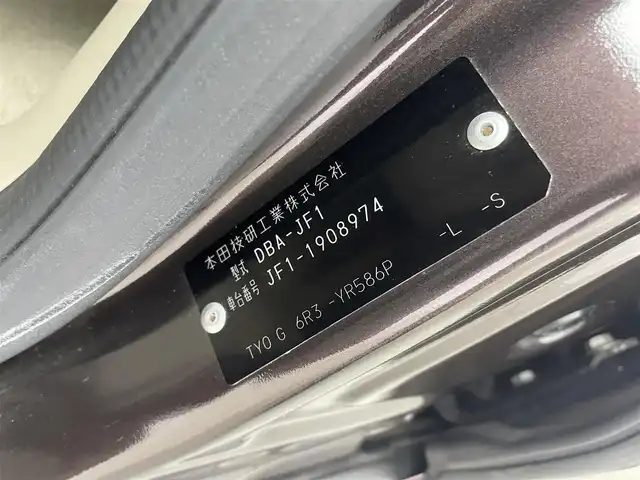 本田技研工業株式会社
型式 DBA-JF1
車台番号 JF1-1908974
TYO G 6R3 -YR586P -L -S